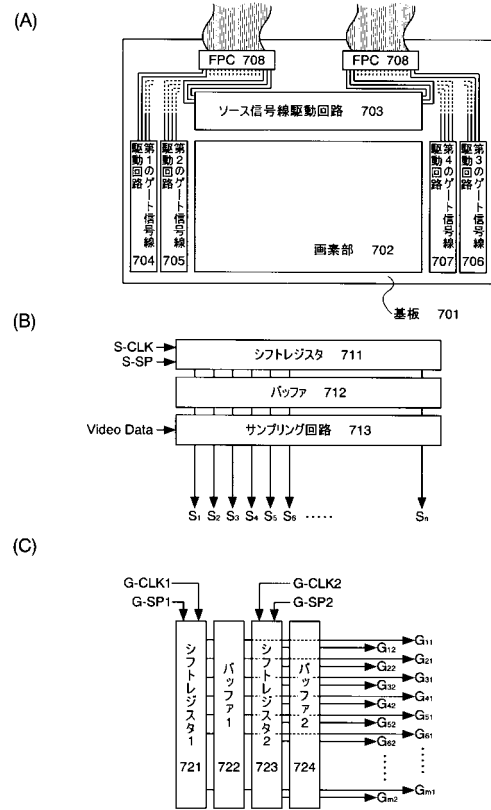 (A)
FPC 708
FPC 708
ソース信号線駆動回路 703
第1のゲート信号線
駆動回路
704
第2のゲート信号線
駆動回路
705
画素部 702
第4のゲート信号線
駆動回路
707
第3のゲート信号線
駆動回路
706
基板 701
(B)
S-CLK
S-SP
シフトレジスタ 711
バッファ 712
Video Data
サンプリング回路 713
S1 S2 S3 S4 S5 S6 ····· Sn
(C)
G-CLK1
G-SP1
G-CLK2
G-SP2
シフトレジスタ1
721
バッファ1
722
シフトレジスタ2
723
バッファ2
724
G11
G12
G21
G22
G31
G32
G41
G42
G51
G52
G61
G62
Gm1
Gm2